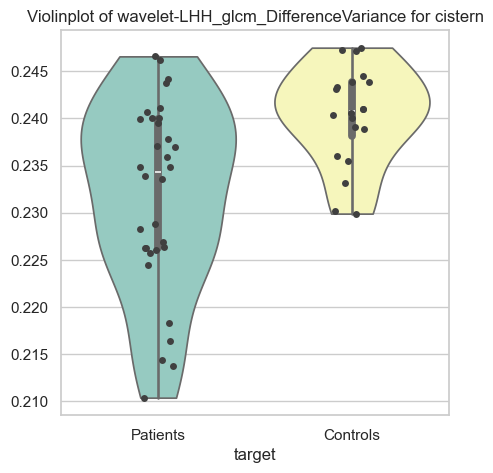 Violinplot of wavelet-LHH_glcm_DifferenceVariance for cistern
0.245
0.240
0.235
0.230
0.225
0.220
0.215
0.210
Patients
Controls
target